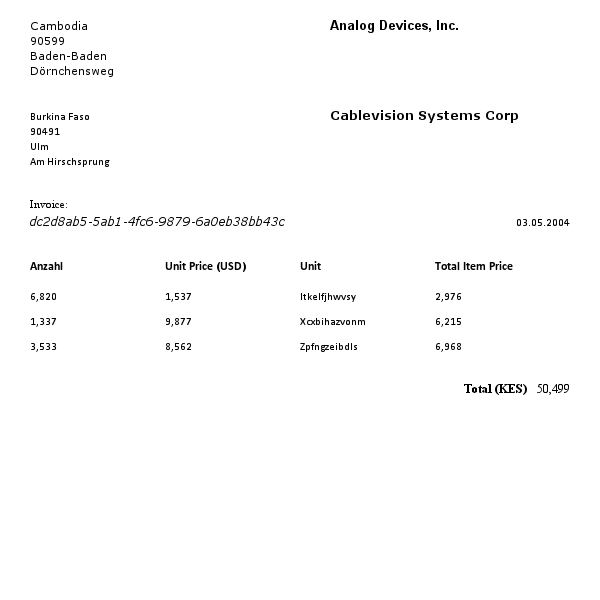 Cambodia
90599
Baden-Baden
Dörnchensweg
Analog Devices, Inc.
Burkina Faso
90491
Ulm
Am Hirschsprung
Cablevision Systems Corp
Invoice:
dc2d8ab5-5ab1-4fc6-9879-6a0eb38bb43c
03.05.2004
Anzahl Unit Price (USD) Unit Total Item Price
6,820 1,537 Itkelfjhwvsy 2,976
1,337 9,877 Xcxbihazvonm 6,215
3,533 8,562 Zpfngzeibdls 6,968
Total (KES) 50,499